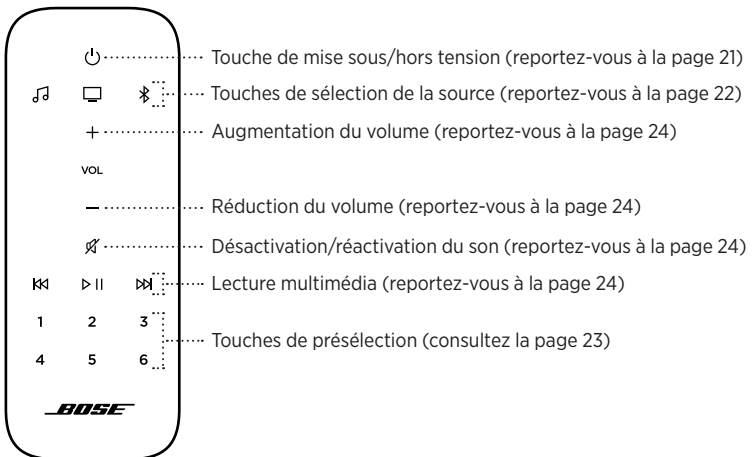 Touche de mise sous/hors tension (reportez-vous à la page 21)
Touches de sélection de la source (reportez-vous à la page 22)
Augmentation du volume (reportez-vous à la page 24)
VOL
Réduction du volume (reportez-vous à la page 24)
Désactivation/réactivation du son (reportez-vous à la page 24)
Lecture multimédia (reportez-vous à la page 24)
1 2 3
Touches de présélection (consultez la page 23)
4 5 6
BOSE